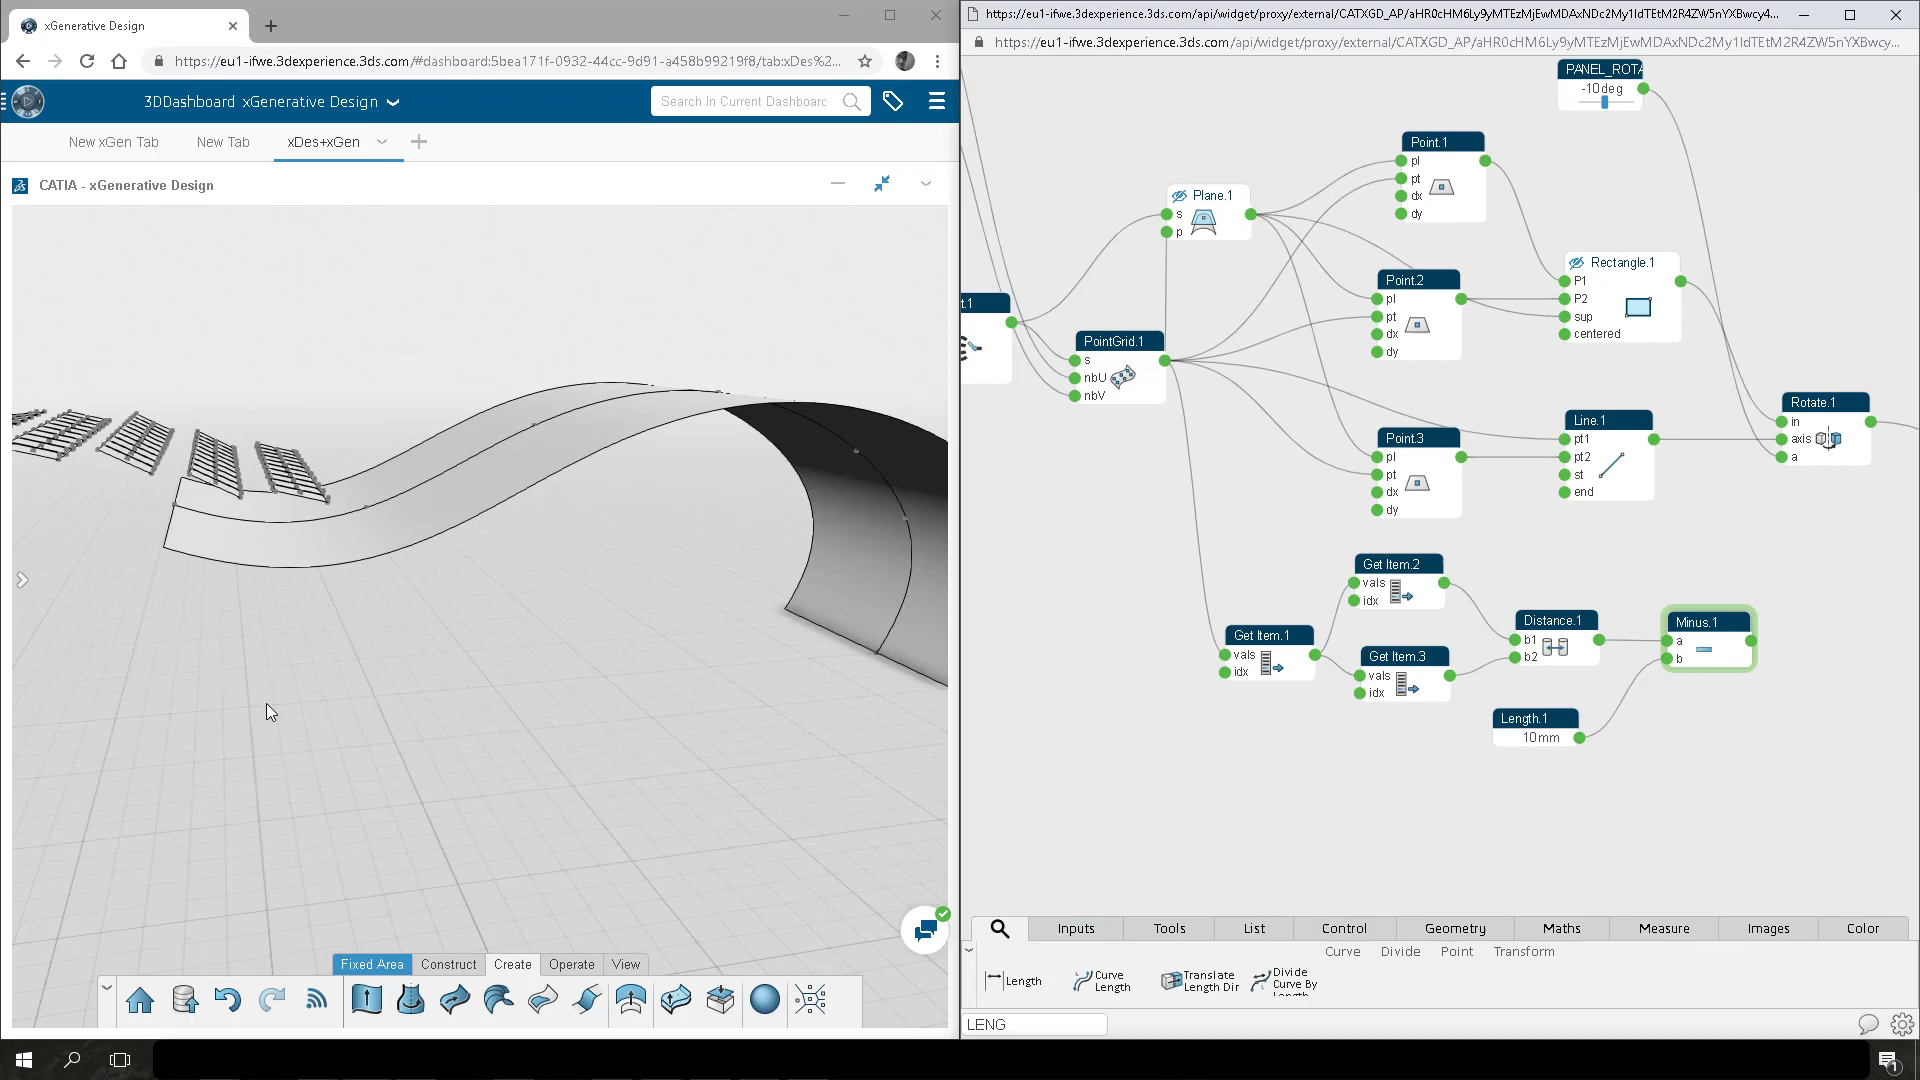 xGenerative Design
https://eu1-ifwe.3dexperience.3ds.com/#dashboard:5bea171f-0932-44cc-9d91-a458b99219f8/tab:xDes%2...
3DDashboard xGenerative Design
Search In Current Dashboard
New xGen Tab
New Tab
xDes+xGen
CATIA - xGenerative Design
Fixed Area
Construct
Create
Operate
View
https://eu1-ifwe.3dexperience.3ds.com/api/widget/proxy/external/CATXGD_AP/aHR0cHM6Ly9yMTEzMjEwMDAxNDc2My1ldTEtM2R4ZW5nYXBwcy4...
https://eu1-ifwe.3dexperience.3ds.com/api/widget/proxy/external/CATXGD_AP/aHR0cHM6Ly9yMTEzMjEwMDAxNDc2My1ldTEtM2R4ZW5nYXBwcy...
PANEL_ROTA
-10deg
Point.1
pl
pt
dx
dy
Plane.1
s
p
Rectangle.1
P1
P2
sup
centered
Point.2
pl
pt
dx
dy
t.1
PointGrid.1
s
nbU
nbV
Rotate.1
in
axis
a
Line.1
pt1
pt2
st
end
Point.3
pl
pt
dx
dy
Get Item.2
vals
idx
Get Item.1
vals
idx
Get Item.3
vals
idx
Distance.1
b1
b2
Minus.1
a
b
Length.1
10mm
Inputs
Tools
List
Control
Geometry
Maths
Measure
Images
Color
Curve
Divide
Point
Transform
Length
Curve
Length
Translate
Length Dir
Divide
Curve By
Length
LENG
1